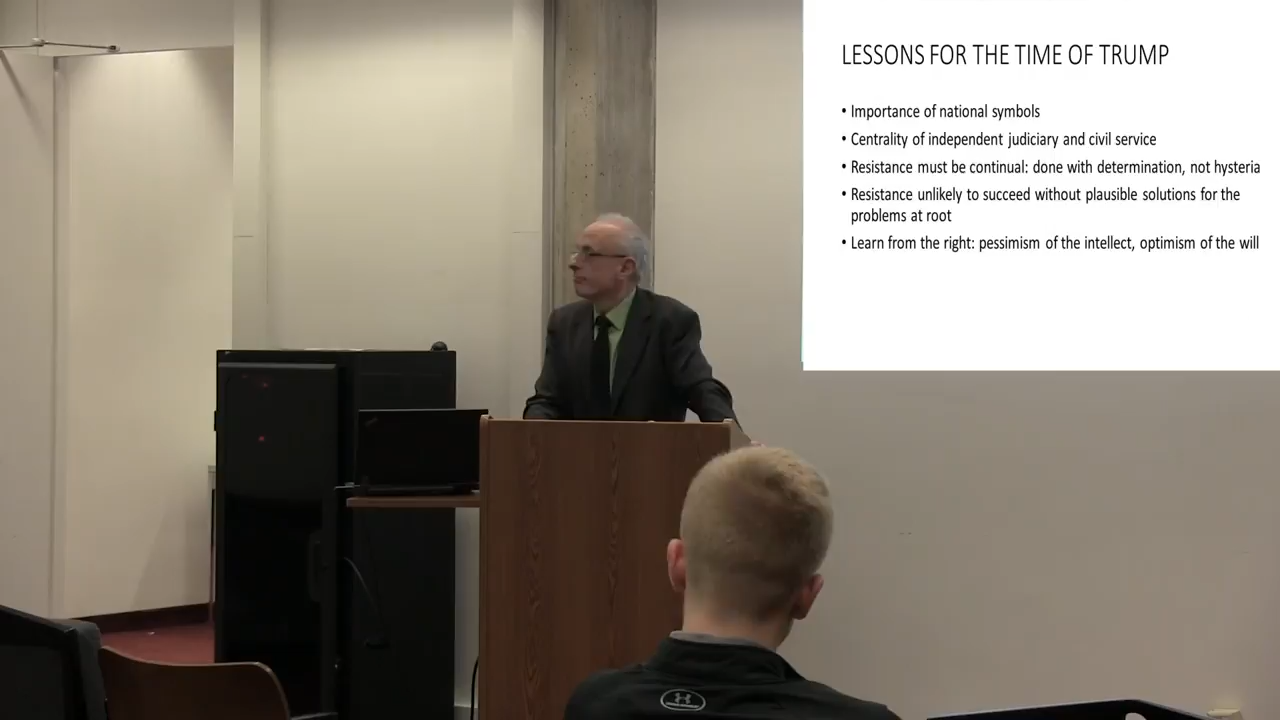 LESSONS FOR THE TIME OF TRUMP
• Importance of national symbols
• Centrality of independent judiciary and civil service
• Resistance must be continual: done with determination, not hysteria
• Resistance unlikely to succeed without plausible solutions for the
problems at root
• Learn from the right: pessimism of the intellect, optimism of the will